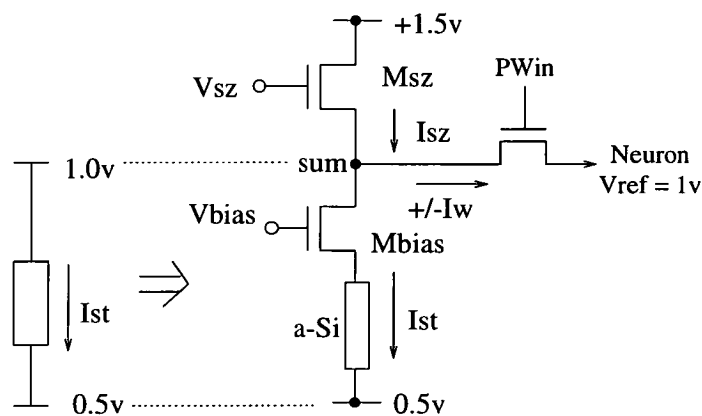 +1.5v
Vsz
Msz
PWin
Isz
1.0v
sum
Neuron
Vref = 1v
+/-Iw
Vbias
Mbias
Ist
a-Si
Ist
0.5v
0.5v